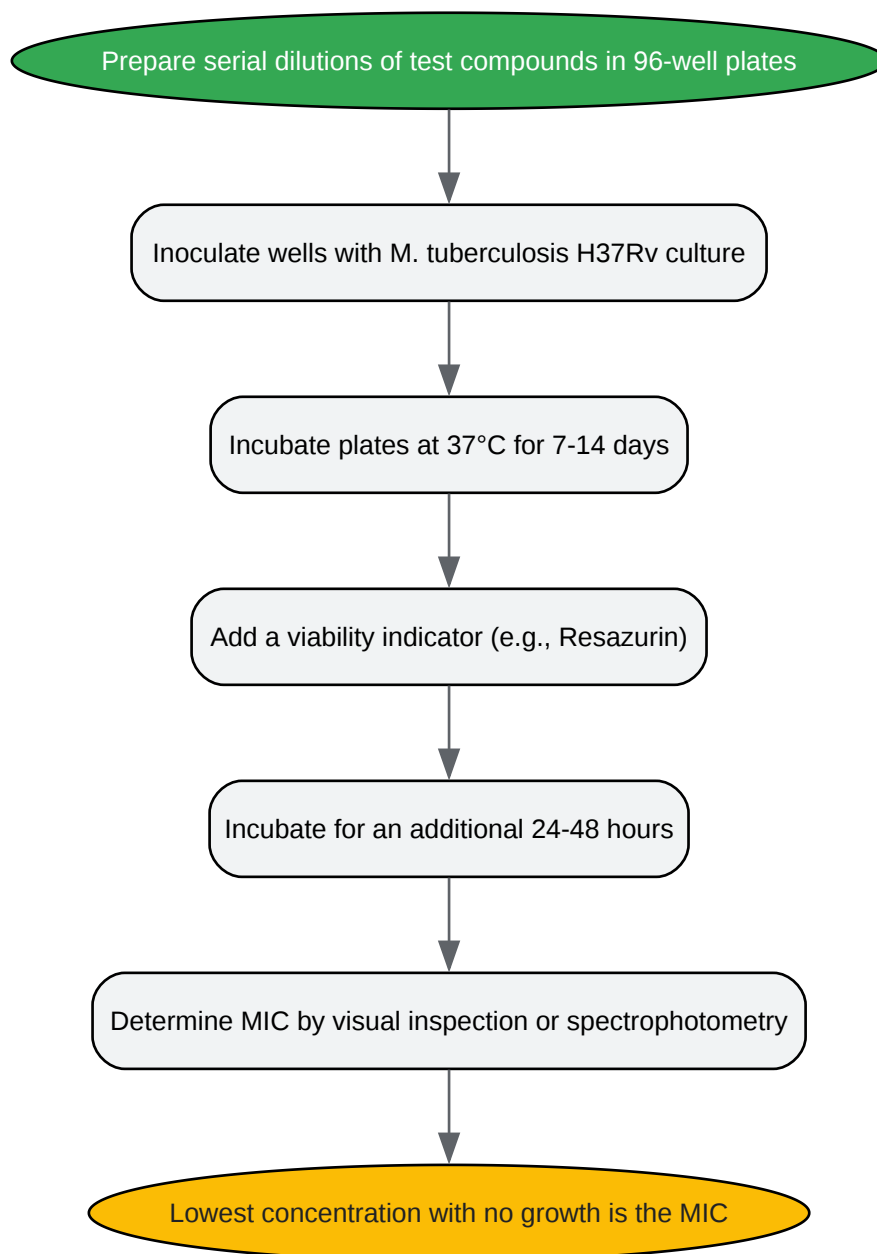 Prepare serial dilutions of test compounds in 96-well plates
Inoculate wells with M. tuberculosis H37Rv culture
Incubate plates at 37°C for 7-14 days
Add a viability indicator (e.g., Resazurin)
Incubate for an additional 24-48 hours
Determine MIC by visual inspection or spectrophotometry
Lowest concentration with no growth is the MIC